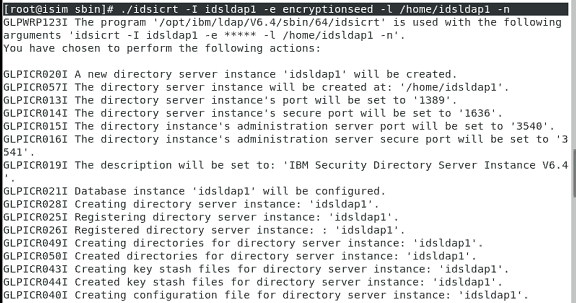 [root@isim sbin]# ./idsicrt -I idsldap1 -e encryptionseed -l /home/idsldap1 -n
GLPWRP123I The program '/opt/ibm/ldap/V6.4/sbin/64/idsicrt' is used with the following
arguments 'idsicrt -I idsldap1 -e ***** -l /home/idsldap1 -n'.
You have chosen to perform the following actions:
GLPICR020I A new directory server instance 'idsldap1' will be created.
GLPICR057I The directory server instance will be created at: '/home/idsldap1'.
GLPICR013I The directory server instance's port will be set to '1389'.
GLPICR014I The directory server instance's secure port will be set to '1636'.
GLPICR015I The directory instance's administration server port will be set to '3540'.
GLPICR016I The directory instance's administration server secure port will be set to '3
541'.
GLPICR019I The description will be set to: 'IBM Security Directory Server Instance V6.4
'.
GLPICR021I Database instance 'idsldap1' will be configured.
GLPICR028I Creating directory server instance: 'idsldap1'.
GLPICR025I Registering directory server instance: 'idsldap1'.
GLPICR026I Registered directory server instance: : 'idsldap1'.
GLPICR049I Creating directories for directory server instance: 'idsldap1'.
GLPICR050I Created directories for directory server instance: 'idsldap1'.
GLPICR043I Creating key stash files for directory server instance: 'idsldap1'.
GLPICR044I Created key stash files for directory server instance: 'idsldap1'.
GLPICR040I Creating configuration file for directory server instance: 'idsldap1'.